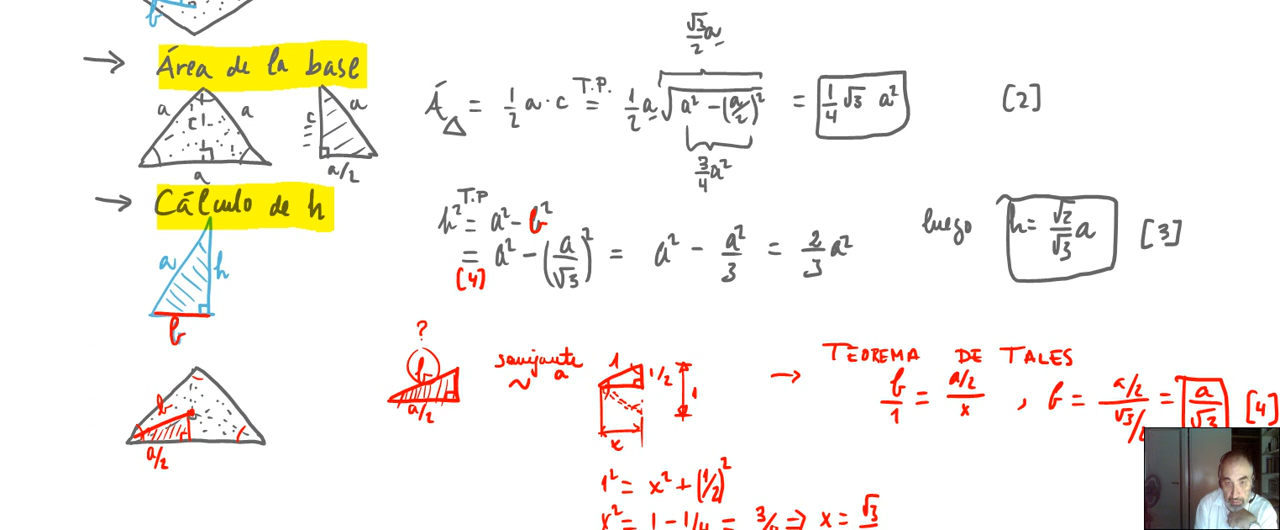 b
→ Área de la base
a a c a
c a a/2
Á△ = 1/2 a · c =(T.P.) 1/2 a √(a² − (a/2)²) = 1/4 √3 a² [2]
√3/2 a
3/4 a²
→ Cálculo de h
a h b
h² =(T.P) a² − b²
= a² − (a/√3)² = a² − a²/3 = 2/3 a²
[4]
luego h = √2/√3 a [3]
b a/2
? b a/2
semejante ~ a
1 1/2 1 x
→ TEOREMA DE TALES
b/1 = (a/2)/x , b = (a/2)/(√3/2) = a/√3 [4]
1² = x² + (1/2)²
x² = 1 − 1/4 = 3/4 ⇒ x = √3